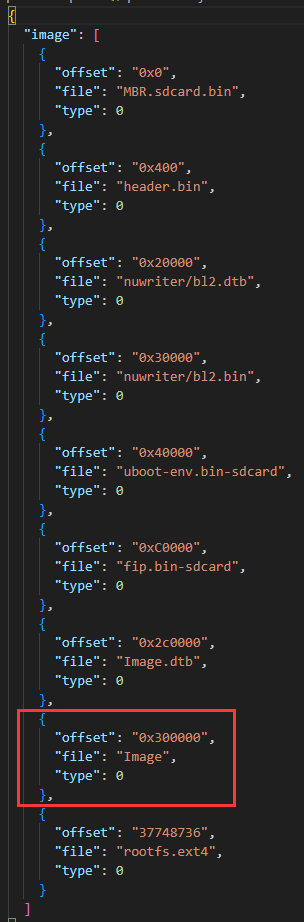 {
"image": [
{
"offset": "0x0",
"file": "MBR.sdcard.bin",
"type": 0
},
{
"offset": "0x400",
"file": "header.bin",
"type": 0
},
{
"offset": "0x20000",
"file": "nuwriter/bl2.dtb",
"type": 0
},
{
"offset": "0x30000",
"file": "nuwriter/bl2.bin",
"type": 0
},
{
"offset": "0x40000",
"file": "uboot-env.bin-sdcard",
"type": 0
},
{
"offset": "0xC0000",
"file": "fip.bin-sdcard",
"type": 0
},
{
"offset": "0x2c0000",
"file": "Image.dtb",
"type": 0
},
{
"offset": "0x300000",
"file": "Image",
"type": 0
},
{
"offset": "37748736",
"file": "rootfs.ext4",
"type": 0
}
]